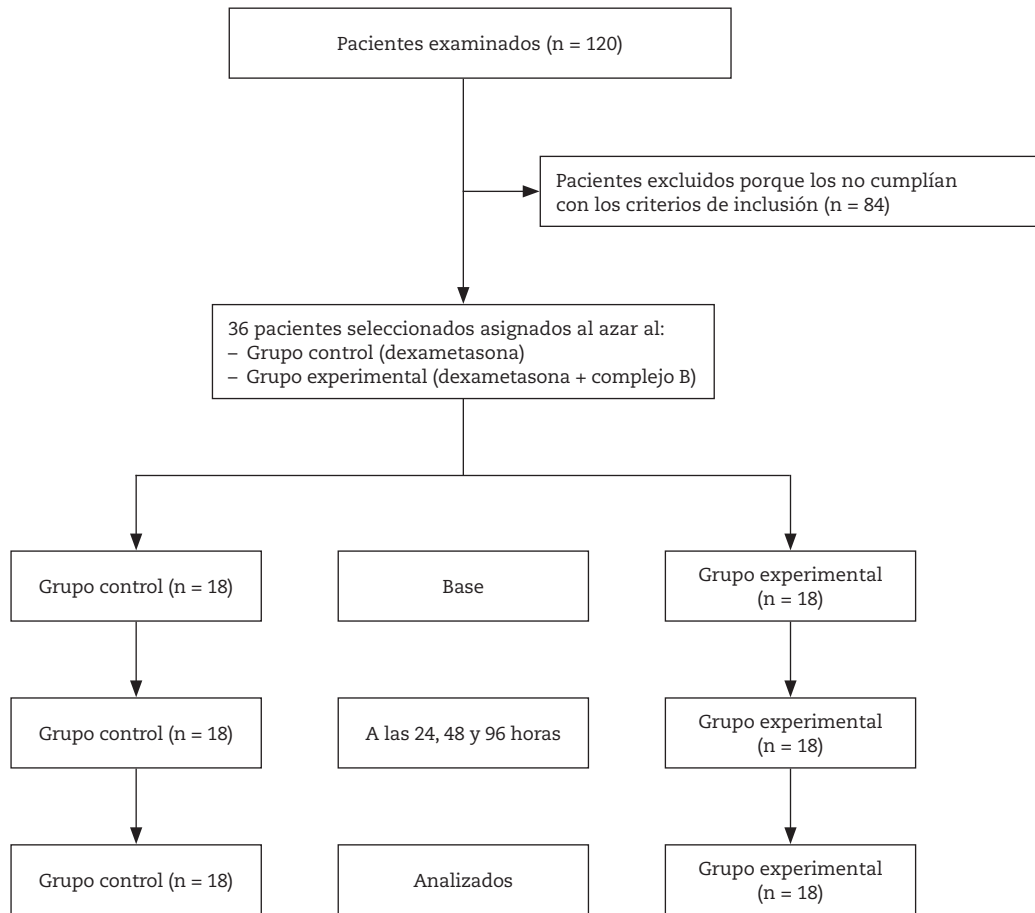 Pacientes examinados (n = 120)
Pacientes excluidos porque los no cumplían
con los criterios de inclusión (n = 84)
36 pacientes seleccionados asignados al azar al:
– Grupo control (dexametasona)
– Grupo experimental (dexametasona + complejo B)
Grupo control (n = 18)
Base
Grupo experimental
(n = 18)
Grupo control (n = 18)
A las 24, 48 y 96 horas
Grupo experimental
(n = 18)
Grupo control (n = 18)
Analizados
Grupo experimental
(n = 18)